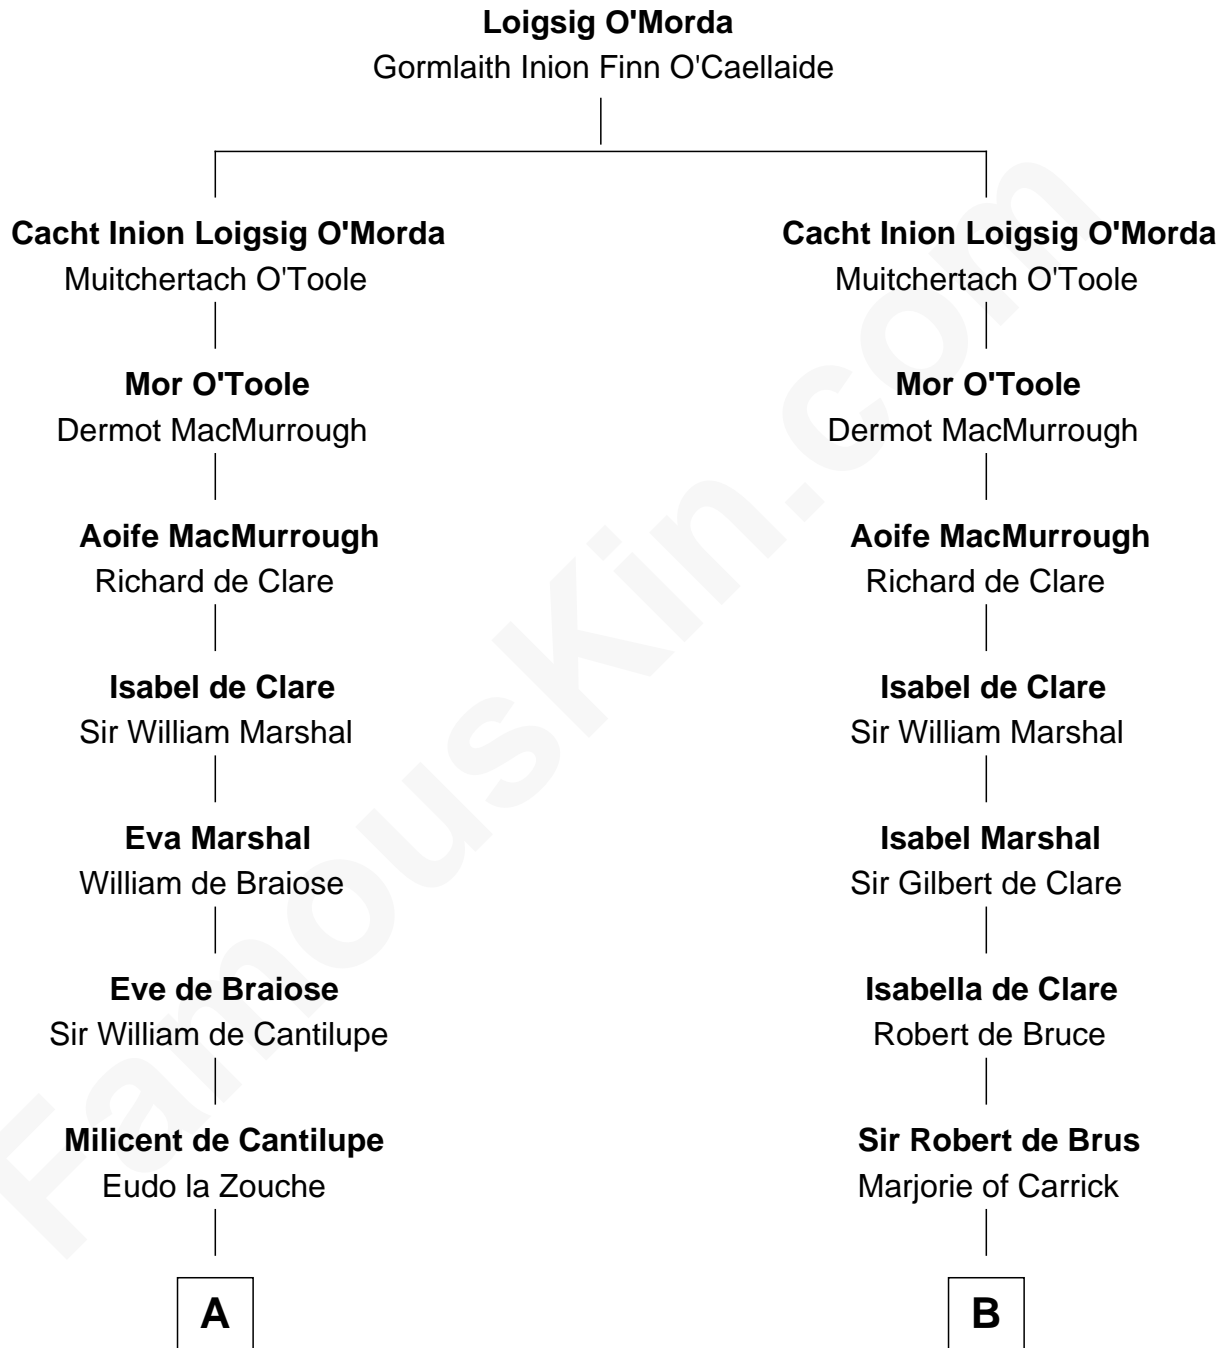 Loigsig O'Morda
Gormlaith Inion Finn O'Caellaide
Cacht Inion Loigsig O'Morda
Muitchertach O'Toole
Mor O'Toole
Dermot MacMurrough
Aoife MacMurrough
Richard de Clare
Isabel de Clare
Sir William Marshal
Eva Marshal
William de Braiose
Eve de Braiose
Sir William de Cantilupe
Milicent de Cantilupe
Eudo la Zouche
A
Cacht Inion Loigsig O'Morda
Muitchertach O'Toole
Mor O'Toole
Dermot MacMurrough
Aoife MacMurrough
Richard de Clare
Isabel de Clare
Sir William Marshal
Isabel Marshal
Sir Gilbert de Clare
Isabella de Clare
Robert de Bruce
Sir Robert de Brus
Marjorie of Carrick
B
FamousKin.com